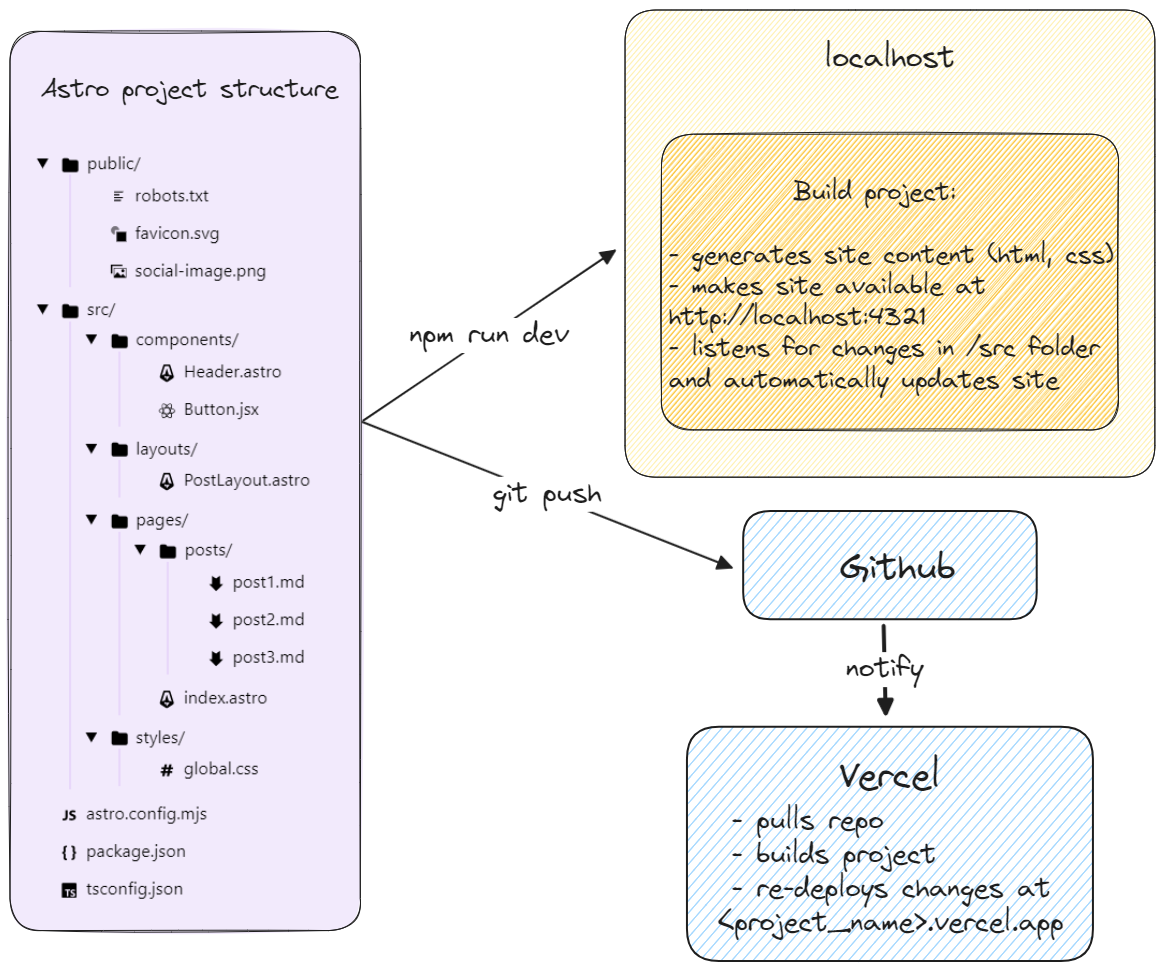 Astro project structure
public/
robots.txt
favicon.svg
social-image.png
src/
components/
Header.astro
Button.jsx
layouts/
PostLayout.astro
pages/
posts/
post1.md
post2.md
post3.md
index.astro
styles/
# global.css
JS astro.config.mjs
{} package.json
TS tsconfig.json
npm run dev
git push
localhost
Build project:
- generates site content (html, css)
- makes site available at
http://localhost:4321
- listens for changes in /src folder
and automatically updates site
Github
notify
Vercel
- pulls repo
- builds project
- re-deploys changes at
<project_name>.vercel.app